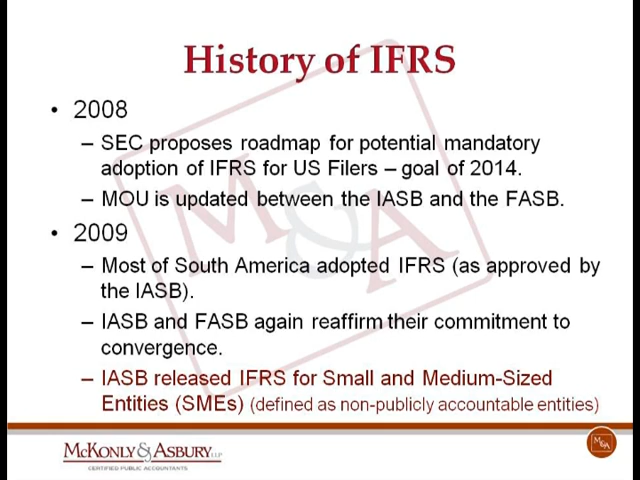 History of IFRS
• 2008
– SEC proposes roadmap for potential mandatory
adoption of IFRS for US Filers – goal of 2014.
– MOU is updated between the IASB and the FASB.
• 2009
– Most of South America adopted IFRS (as approved by
the IASB).
– IASB and FASB again reaffirm their commitment to
convergence.
– IASB released IFRS for Small and Medium-Sized
Entities (SMEs) (defined as non-publicly accountable entities)
M&A
McKonly & Asbury LLP
CERTIFIED PUBLIC ACCOUNTANTS
M&A